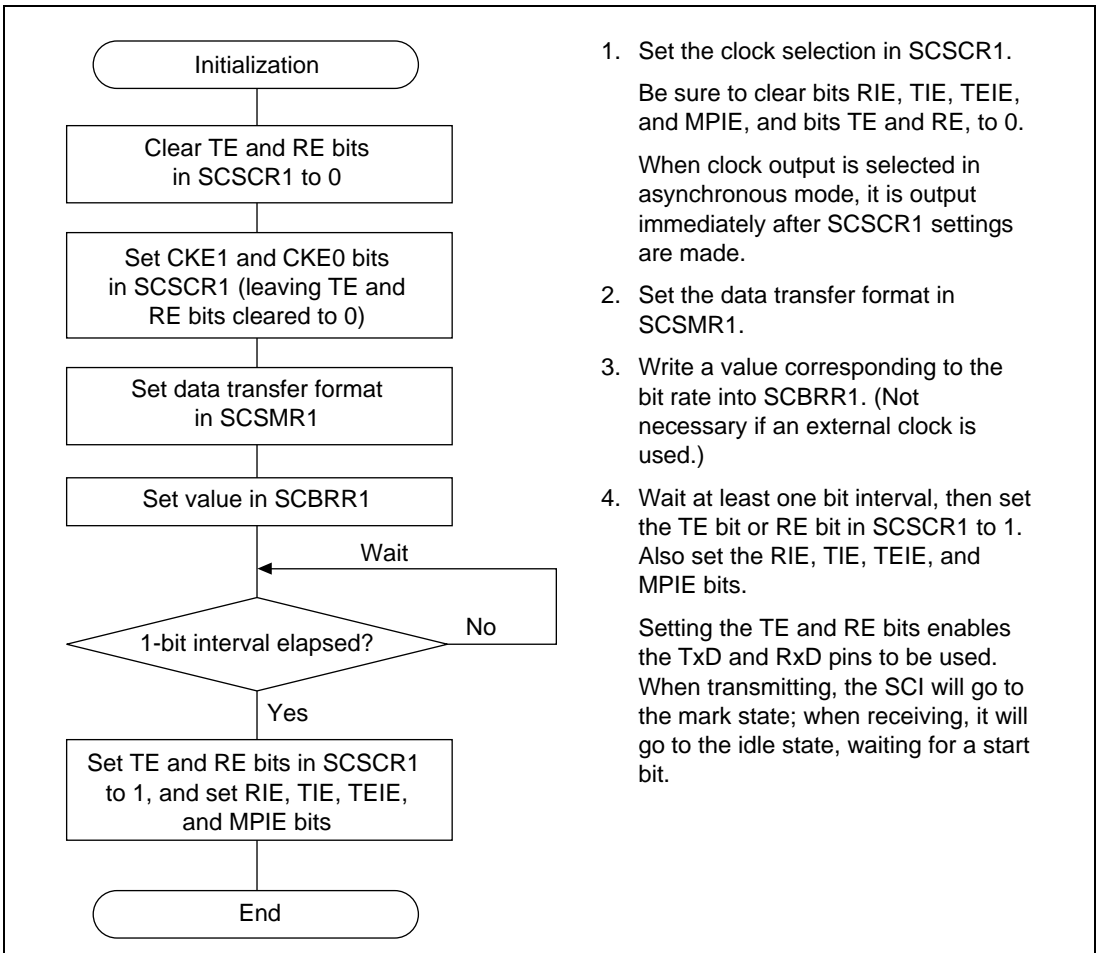 Initialization
Clear TE and RE bits
in SCSCR1 to 0
Set CKE1 and CKE0 bits
in SCSCR1 (leaving TE and
RE bits cleared to 0)
Set data transfer format
in SCSMR1
Set value in SCBRR1
Wait
1-bit interval elapsed?
No
Yes
Set TE and RE bits in SCSCR1
to 1, and set RIE, TIE, TEIE,
and MPIE bits
End
1. Set the clock selection in SCSCR1.
Be sure to clear bits RIE, TIE, TEIE,
and MPIE, and bits TE and RE, to 0.
When clock output is selected in
asynchronous mode, it is output
immediately after SCSCR1 settings
are made.
2. Set the data transfer format in
SCSMR1.
3. Write a value corresponding to the
bit rate into SCBRR1. (Not
necessary if an external clock is
used.)
4. Wait at least one bit interval, then set
the TE bit or RE bit in SCSCR1 to 1.
Also set the RIE, TIE, TEIE, and
MPIE bits.
Setting the TE and RE bits enables
the TxD and RxD pins to be used.
When transmitting, the SCI will go to
the mark state; when receiving, it will
go to the idle state, waiting for a start
bit.